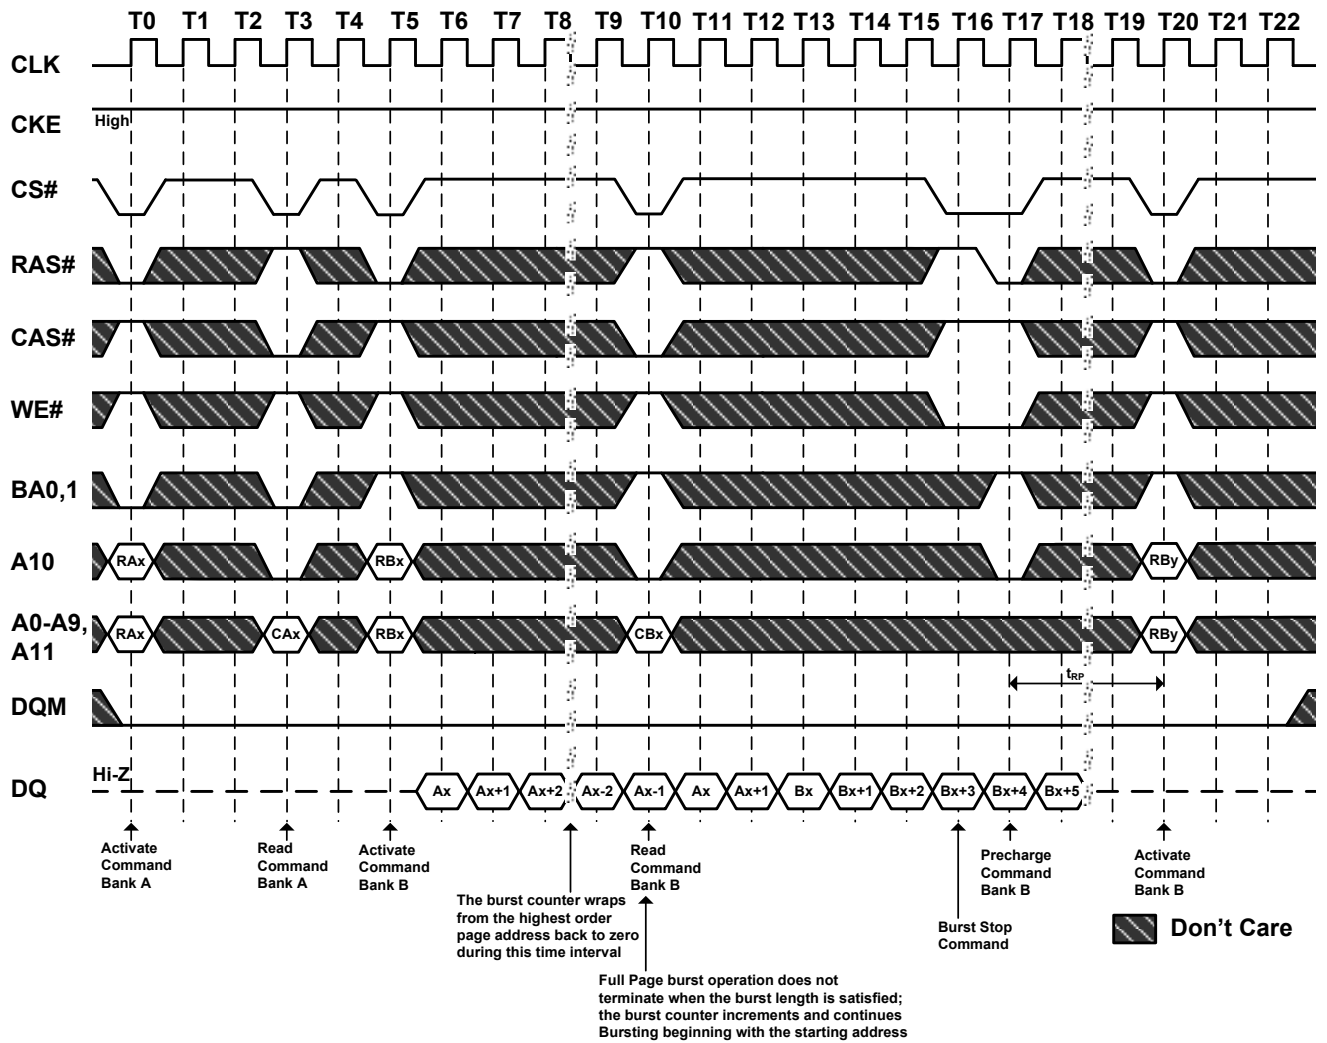 T0 T1 T2 T3 T4 T5 T6 T7 T8 T9 T10 T11 T12 T13 T14 T15 T16 T17 T18 T19 T20 T21 T22
CLK
CKE High
CS#
RAS#
CAS#
WE#
BA0,1
A10 RAx RBx RBy
A0-A9,
A11
RAx CAx RBx CBx RBy
tRP
DQM
Hi-Z
DQ Ax Ax+1 Ax+2 Ax-2 Ax-1 Ax Ax+1 Bx Bx+1 Bx+2 Bx+3 Bx+4 Bx+5
Activate
Command
Bank A
Read
Command
Bank A
Activate
Command
Bank B
The burst counter wraps
from the highest order
page address back to zero
during this time interval
Read
Command
Bank B
Full Page burst operation does not
terminate when the burst length is satisfied;
the burst counter increments and continues
Bursting beginning with the starting address
Burst Stop
Command
Precharge
Command
Bank B
Activate
Command
Bank B
Don't Care